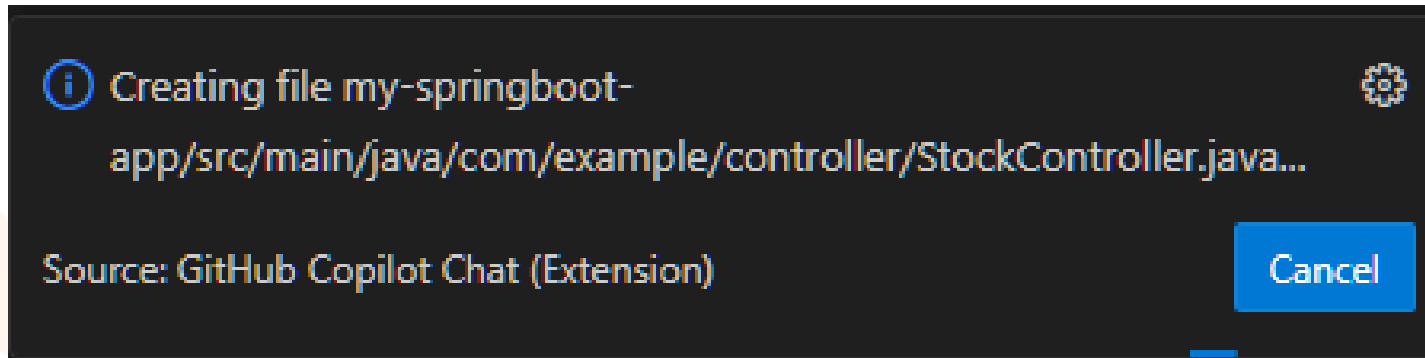 Creating file my-springboot-
app/src/main/java/com/example/controller/StockController.java...
Source: GitHub Copilot Chat (Extension)
Cancel